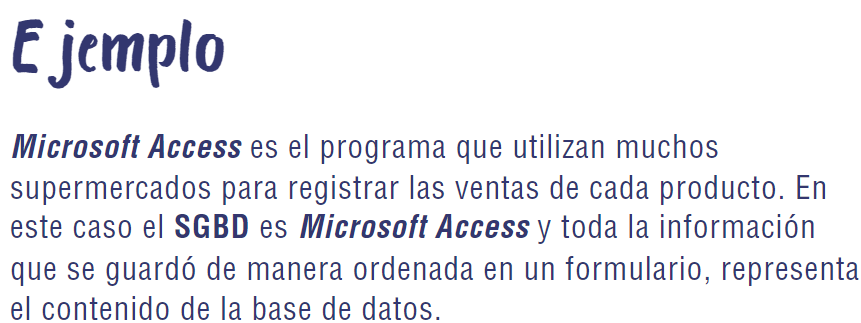 Ejemplo
Microsoft Access es el programa que utilizan muchos
supermercados para registrar las ventas de cada producto. En
este caso el SGBD es Microsoft Access y toda la información
que se guardó de manera ordenada en un formulario, representa
el contenido de la base de datos.